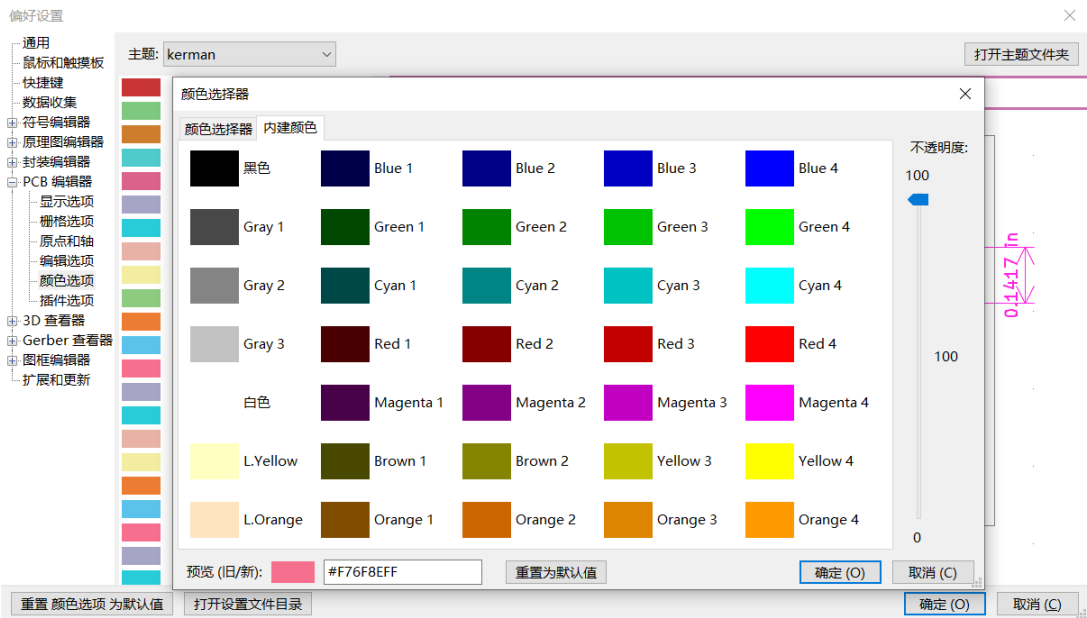 偏好设置
通用
鼠标和触摸板
快捷键
数据收集
符号编辑器
原理图编辑器
封装编辑器
PCB 编辑器
显示选项
栅格选项
原点和轴
编辑选项
颜色选项
插件选项
3D 查看器
Gerber 查看器
图框编辑器
扩展和更新
主题: kerman 打开主题文件夹
颜色选择器
颜色选择器 内建颜色
黑色 Blue 1 Blue 2 Blue 3 Blue 4
Gray 1 Green 1 Green 2 Green 3 Green 4
Gray 2 Cyan 1 Cyan 2 Cyan 3 Cyan 4
Gray 3 Red 1 Red 2 Red 3 Red 4
白色 Magenta 1 Magenta 2 Magenta 3 Magenta 4
L.Yellow Brown 1 Brown 2 Yellow 3 Yellow 4
L.Orange Orange 1 Orange 2 Orange 3 Orange 4
不透明度:
100
100
0
预览 (旧/新): #F76F8EFF 重置为默认值 确定 (O) 取消 (C)
0.1417 in
重置 颜色选项 为默认值 打开设置文件目录 确定 (O) 取消 (C)